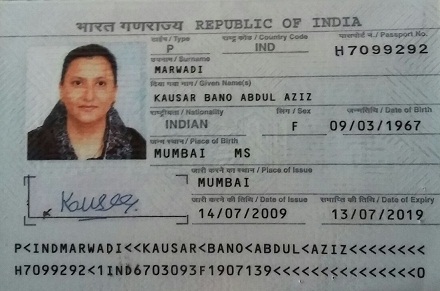 भारत गणराज्य REPUBLIC OF INDIA
टाईप / Type राष्ट्र कोड / Country Code पासपोर्ट नं. / Passport No.
P IND H7099292
उपनाम / Surname
MARWADI
दिया गया नाम / Given Name(s)
KAUSAR BANO ABDUL AZIZ
राष्ट्रीयता / Nationality लिंग / Sex जन्मतिथि / Date of Birth
INDIAN F 09/03/1967
जन्म स्थान / Place of Birth
MUMBAI MS
जारी करने का स्थान / Place of Issue
MUMBAI
जारी करने की तिथि / Date of Issue समाप्ति की तिथि / Date of Expiry
Kausar 14/07/2009 13/07/2019
P<INDMARWADI<<KAUSAR<BANO<ABDUL<AZIZ<<<<<<<<
H7099292<1IND6703093F1907139<<<<<<<<<<<<<<<0